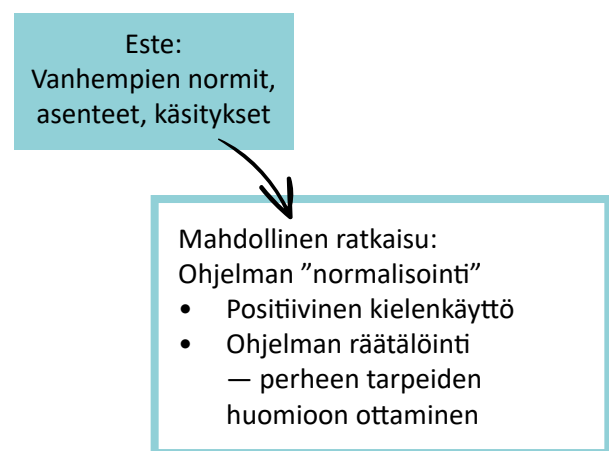 Este:
Vanhempien normit,
asenteet, käsitykset
Mahdollinen ratkaisu:
Ohjelman ”normalisointi”
• Positiivinen kielenkäyttö
• Ohjelman räätälöinti
— perheen tarpeiden
huomioon ottaminen